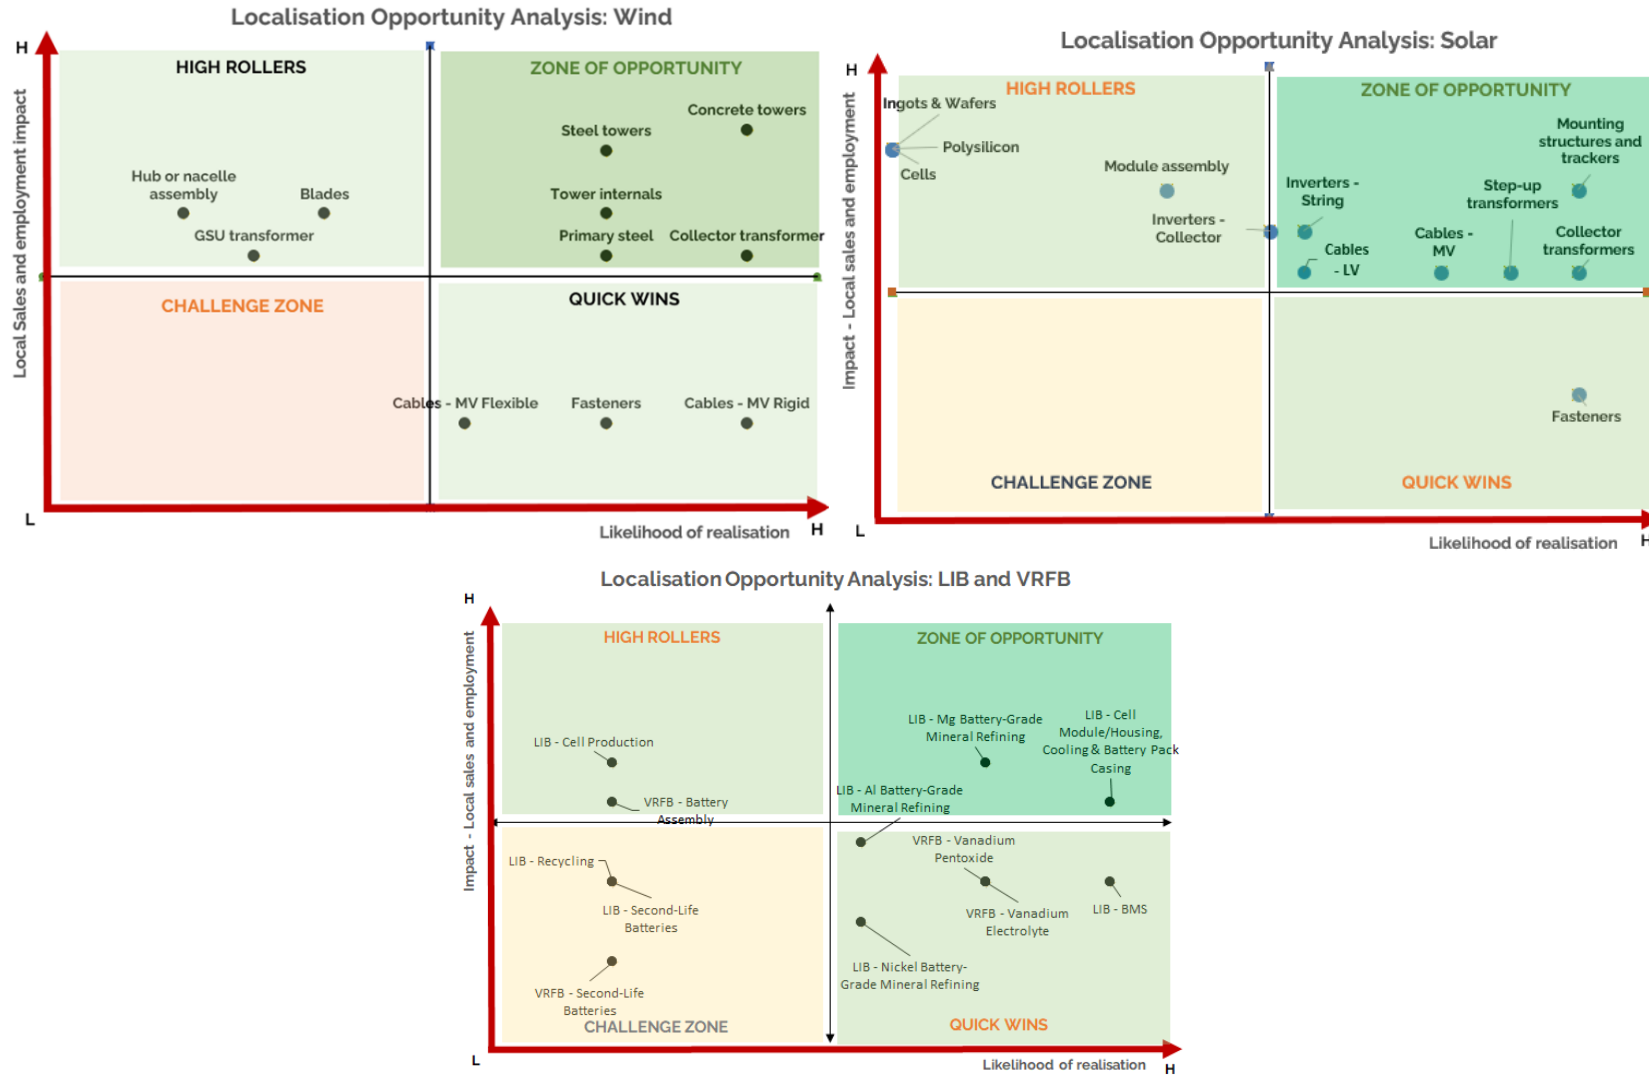 Localisation Opportunity Analysis: Wind
H
HIGH ROLLERS
ZONE OF OPPORTUNITY
Concrete towers
Steel towers
Hub or nacelle
assembly
Blades
Tower internals
GSU transformer
Primary steel
Collector transformer
Local Sales and employment impact
CHALLENGE ZONE
QUICK WINS
Cables - MV Flexible
Fasteners
Cables - MV Rigid
L
Likelihood of realisation
H
Localisation Opportunity Analysis: Solar
H
HIGH ROLLERS
ZONE OF OPPORTUNITY
Ingots & Wafers
Polysilicon
Cells
Module assembly
Inverters -
Collector
Inverters -
String
Cables
- LV
Cables -
MV
Step-up
transformers
Mounting
structures and
trackers
Collector
transformers
Impact - Local sales and employment
Fasteners
CHALLENGE ZONE
QUICK WINS
L
Likelihood of realisation
H
Localisation Opportunity Analysis: LIB and VRFB
H
HIGH ROLLERS
ZONE OF OPPORTUNITY
LIB - Cell Production
VRFB - Battery
Assembly
LIB - Mg Battery-Grade
Mineral Refining
LIB - Cell
Module/Housing,
Cooling & Battery Pack
Casing
LIB - Al Battery-Grade
Mineral Refining
Impact - Local sales and employment
LIB - Recycling
LIB - Second-Life
Batteries
VRFB - Second-Life
Batteries
CHALLENGE ZONE
VRFB - Vanadium
Pentoxide
VRFB - Vanadium
Electrolyte
LIB - BMS
LIB - Nickel Battery-
Grade Mineral Refining
QUICK WINS
L
Likelihood of realisation
H